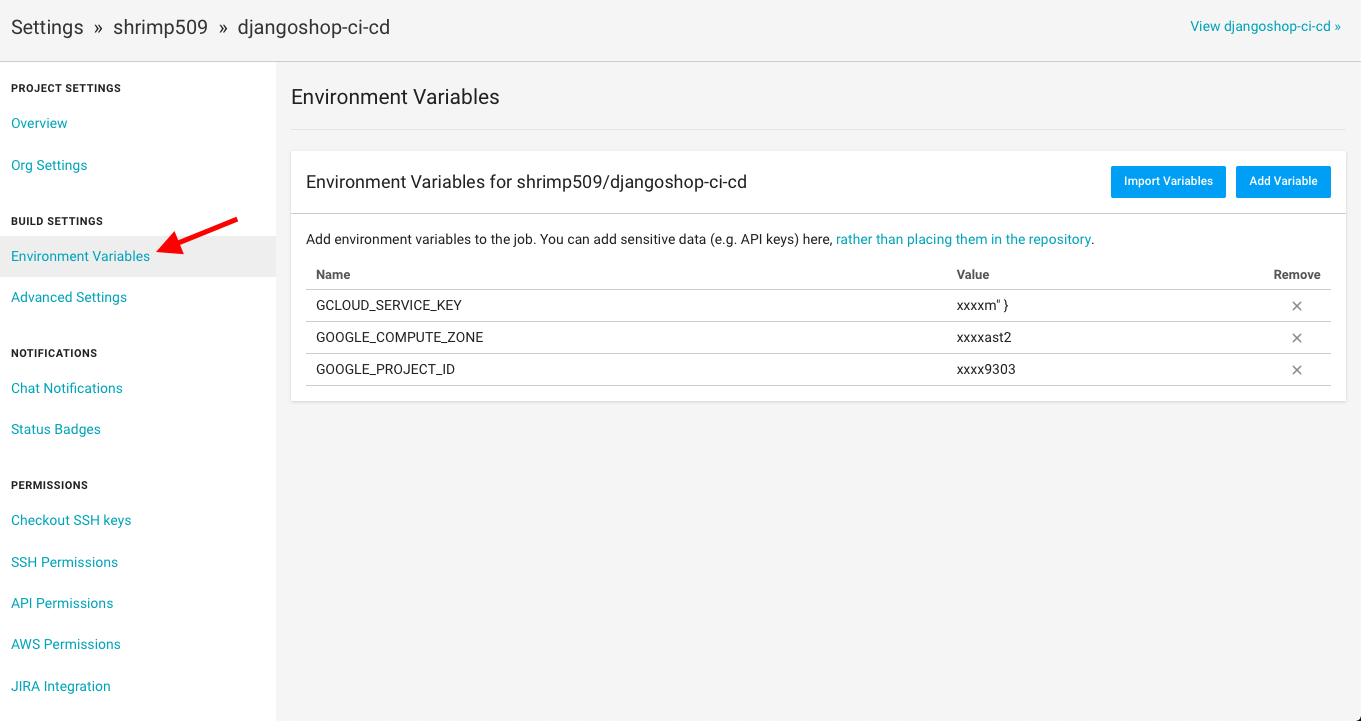 Settings » shrimp509 » djangoshop-ci-cd
View djangoshop-ci-cd »
PROJECT SETTINGS
Overview
Org Settings
BUILD SETTINGS
Environment Variables
Advanced Settings
NOTIFICATIONS
Chat Notifications
Status Badges
PERMISSIONS
Checkout SSH keys
SSH Permissions
API Permissions
AWS Permissions
JIRA Integration
Environment Variables
Environment Variables for shrimp509/djangoshop-ci-cd
Import Variables
Add Variable
Add environment variables to the job. You can add sensitive data (e.g. API keys) here, rather than placing them in the repository.
Name Value Remove
GCLOUD_SERVICE_KEY xxxxm" }
GOOGLE_COMPUTE_ZONE xxxxast2
GOOGLE_PROJECT_ID xxxx9303